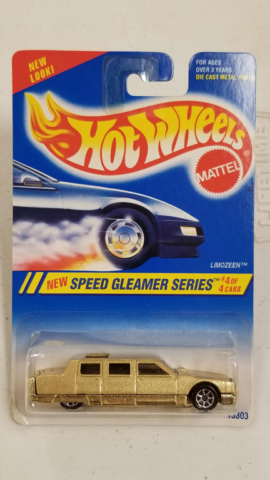 NEW
LOOK!
FOR AGES
OVER 3 YEARS
DIE CAST METAL
HOT WHEELS
MATTEL
LIMOZEEN™
NEW SPEED GLEAMER SERIES™ #4 OF
4 CARS